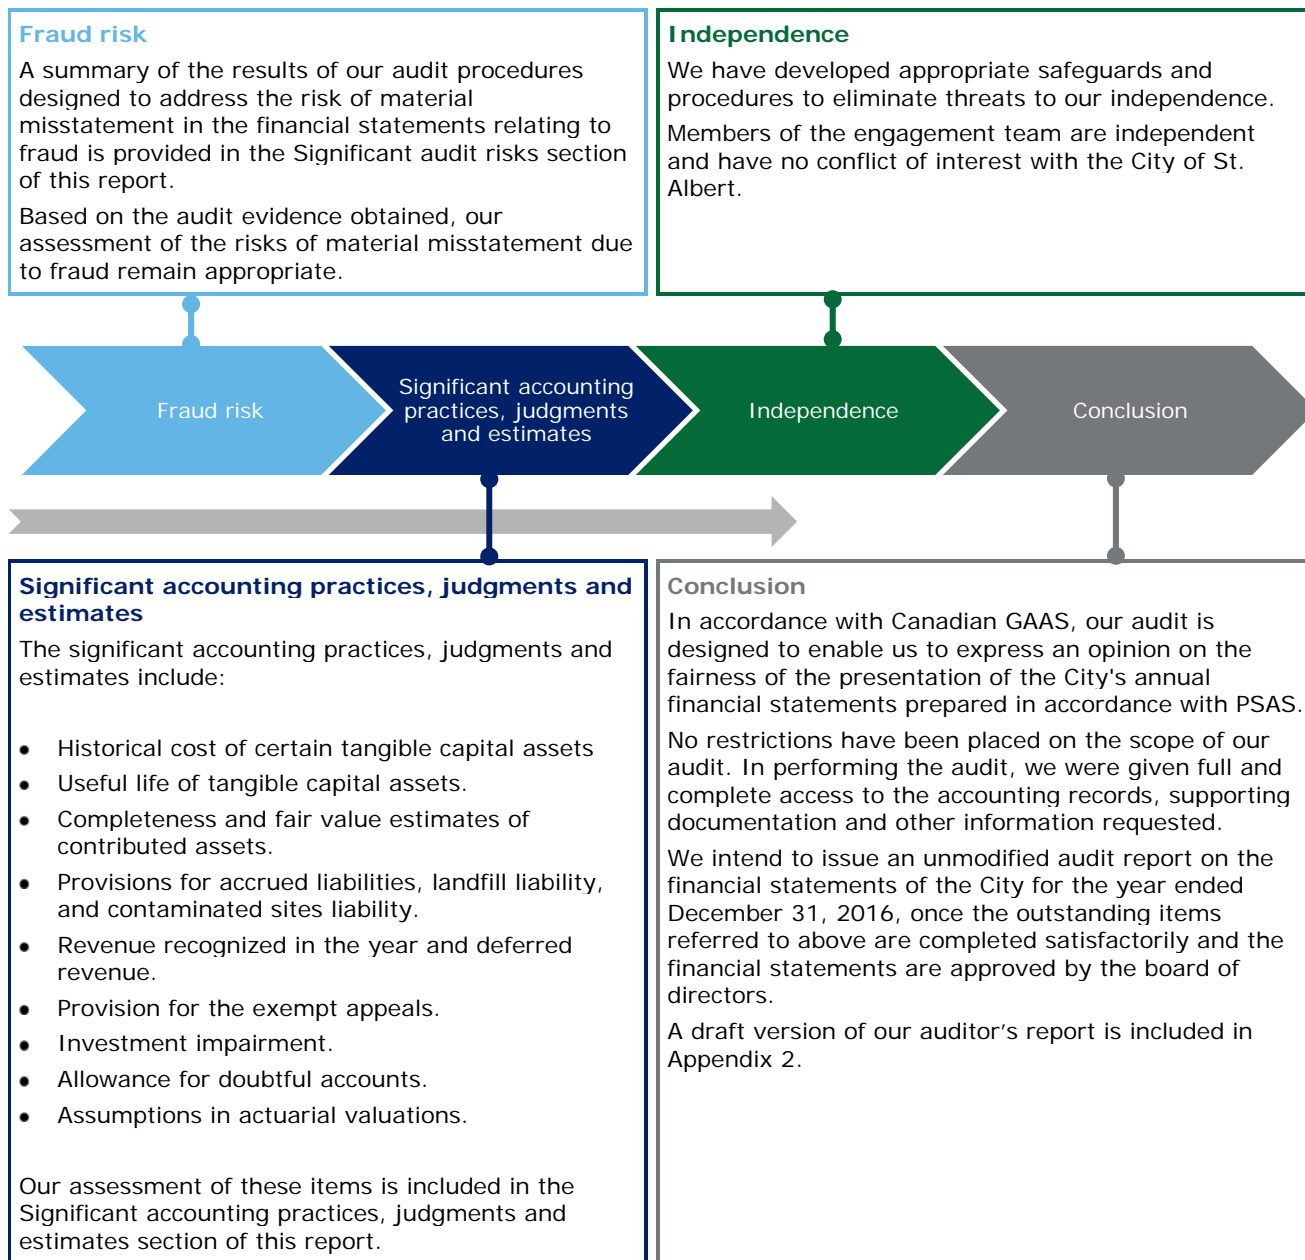 Fraud risk
A summary of the results of our audit procedures
designed to address the risk of material
misstatement in the financial statements relating to
fraud is provided in the Significant audit risks section
of this report.
Based on the audit evidence obtained, our
assessment of the risks of material misstatement due
to fraud remain appropriate.
Independence
We have developed appropriate safeguards and
procedures to eliminate threats to our independence.
Members of the engagement team are independent
and have no conflict of interest with the City of St.
Albert.
Fraud risk
Significant accounting
practices, judgments
and estimates
Independence
Conclusion
Significant accounting practices, judgments and
estimates
The significant accounting practices, judgments and
estimates include:
• Historical cost of certain tangible capital assets
• Useful life of tangible capital assets.
• Completeness and fair value estimates of
contributed assets.
• Provisions for accrued liabilities, landfill liability,
and contaminated sites liability.
• Revenue recognized in the year and deferred
revenue.
• Provision for the exempt appeals.
• Investment impairment.
• Allowance for doubtful accounts.
• Assumptions in actuarial valuations.
Our assessment of these items is included in the
Significant accounting practices, judgments and
estimates section of this report.
Conclusion
In accordance with Canadian GAAS, our audit is
designed to enable us to express an opinion on the
fairness of the presentation of the City's annual
financial statements prepared in accordance with PSAS.
No restrictions have been placed on the scope of our
audit. In performing the audit, we were given full and
complete access to the accounting records, supporting
documentation and other information requested.
We intend to issue an unmodified audit report on the
financial statements of the City for the year ended
December 31, 2016, once the outstanding items
referred to above are completed satisfactorily and the
financial statements are approved by the board of
directors.
A draft version of our auditor’s report is included in
Appendix 2.